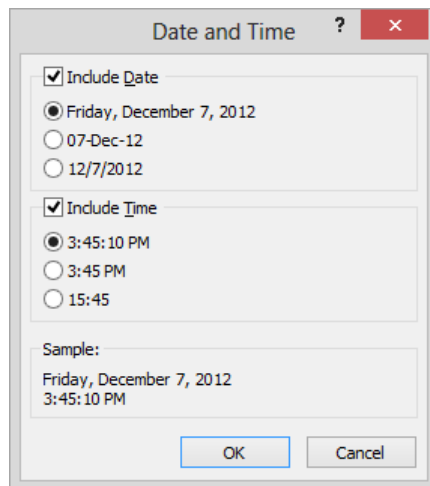 Date and Time ?
Include Date
Friday, December 7, 2012
07-Dec-12
12/7/2012
Include Time
3:45:10 PM
3:45 PM
15:45
Sample:
Friday, December 7, 2012
3:45:10 PM
OK Cancel